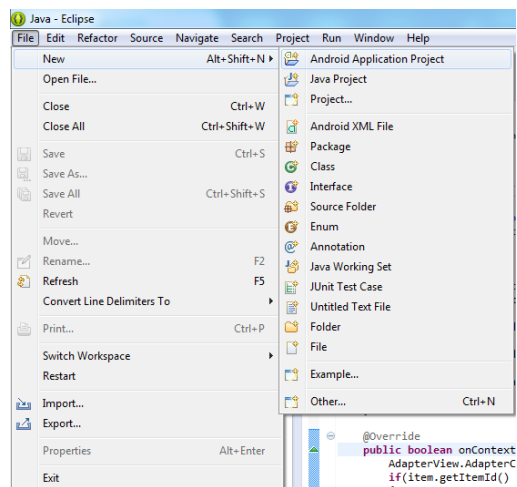 Java - Eclipse
File Edit Refactor Source Navigate Search Project Run Window Help
New Alt+Shift+N
Open File...
Close Ctrl+W
Close All Ctrl+Shift+W
Save Ctrl+S
Save As...
Save All Ctrl+Shift+S
Revert
Move...
Rename... F2
Refresh F5
Convert Line Delimiters To
Print... Ctrl+P
Switch Workspace
Restart
Import...
Export...
Properties Alt+Enter
Exit
Android Application Project
Java Project
Project...
Android XML File
Package
Class
Interface
Source Folder
Enum
Annotation
Java Working Set
JUnit Test Case
Untitled Text File
Folder
File
Example...
Other... Ctrl+N
@Override
public boolean onContext
AdapterView.AdapterC
if(item.getItemId()